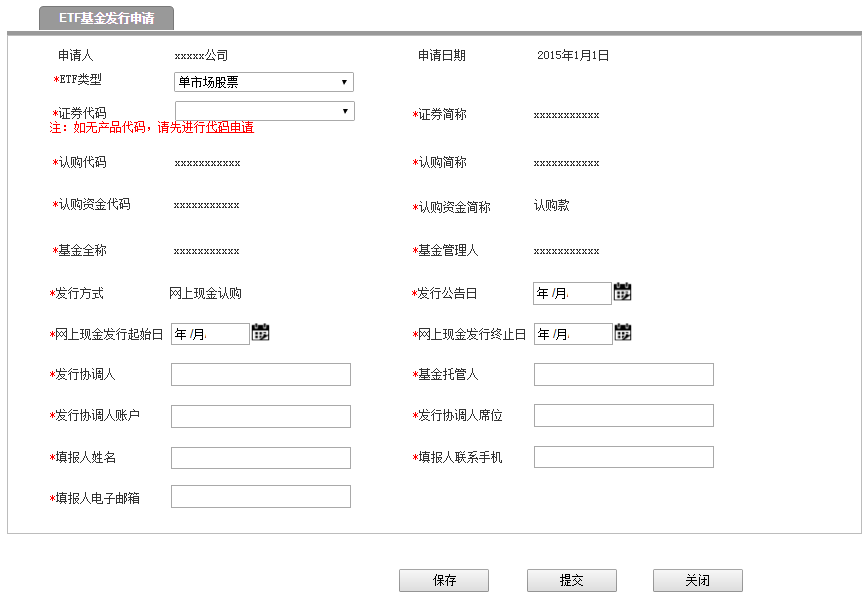 ETF基金发行申请
申请人 xxxxx公司 申请日期 2015年1月1日
*ETF类型 单市场股票
*证券代码 *证券简称 xxxxxxxxxxx
注：如无产品代码，请先进行代码申请
*认购代码 xxxxxxxxxxx *认购简称 xxxxxxxxxxx
*认购资金代码 xxxxxxxxxxx *认购资金简称 认购款
*基金全称 xxxxxxxxxxx *基金管理人 xxxxxxxxxxx
*发行方式 网上现金认购 *发行公告日 年 /月
*网上现金发行起始日 年 /月 *网上现金发行终止日 年 /月
*发行协调人 *基金托管人
*发行协调人账户 *发行协调人席位
*填报人姓名 *填报人联系手机
*填报人电子邮箱
保存 提交 关闭